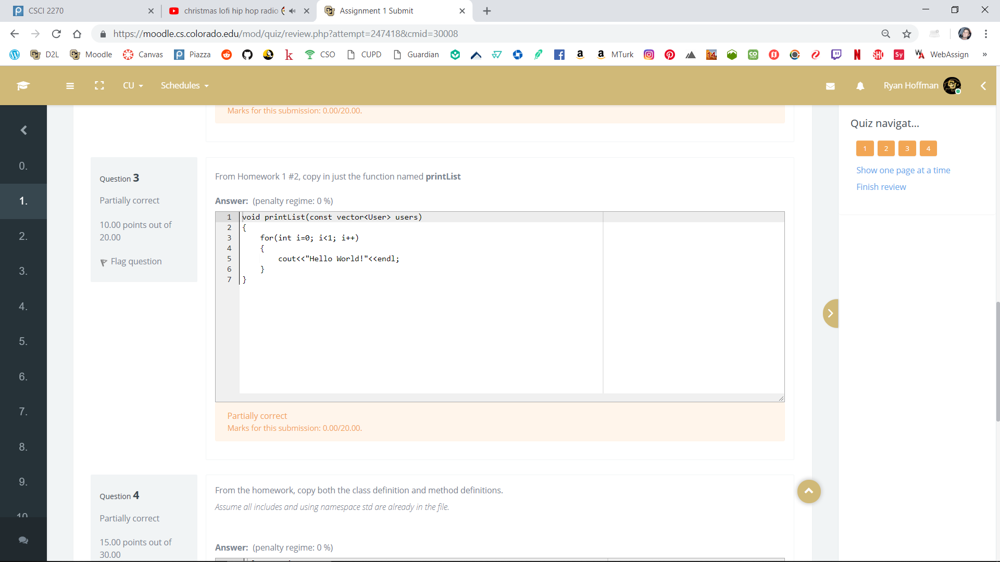 CSCI 2270
christmas lofi hip hop radio
Assignment 1 Submit
https://moodle.cs.colorado.edu/mod/quiz/review.php?attempt=247418&cmid=30008
D2L Moodle Canvas Piazza CSO CUPD Guardian MTurk WebAssign »
CU Schedules Ryan Hoffman
Marks for this submission: 0.00/20.00.
Quiz navigat...
1 2 3 4
Show one page at a time
Finish review
0.
1.
2.
3.
4.
5.
6.
7.
8.
9.
10
Question 3
Partially correct
10.00 points out of
20.00
Flag question
From Homework 1 #2, copy in just the function named printList
Answer: (penalty regime: 0 %)
1 void printList(const vector<User> users)
2 {
3     for(int i=0; i<1; i++)
4     {
5         cout<<"Hello World!"<<endl;
6     }
7 }
Partially correct
Marks for this submission: 0.00/20.00.
Question 4
Partially correct
15.00 points out of
30.00
From the homework, copy both the class definition and method definitions.
Assume all includes and using namespace std are already in the file.
Answer: (penalty regime: 0 %)